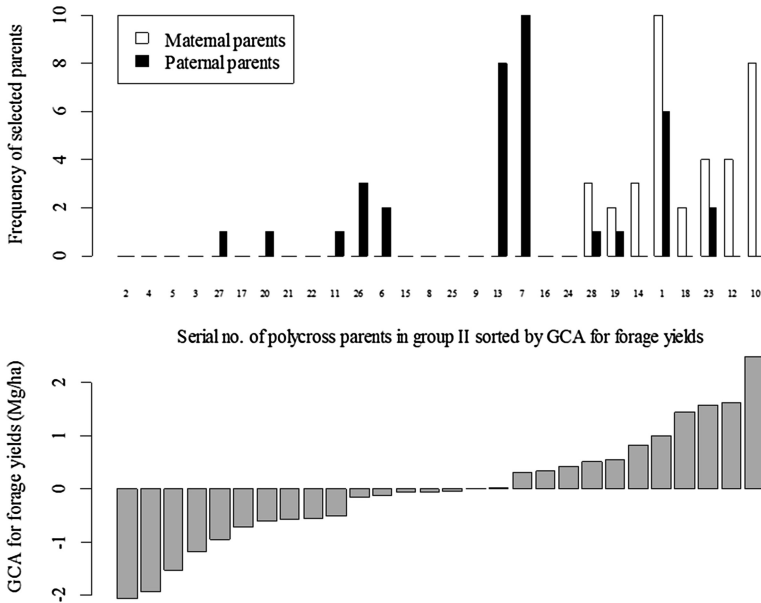 Frequency of selected parents
10
8
6
4
2
0
Maternal parents
Paternal parents
2 4 5 3 27 17 20 21 22 11 26 6 15 8 25 9 13 7 16 24 28 19 14 1 18 23 12 10
Serial no. of polycross parents in group II sorted by GCA for forage yields
GCA for forage yields (Mg/ha)
2
1
0
-1
-2